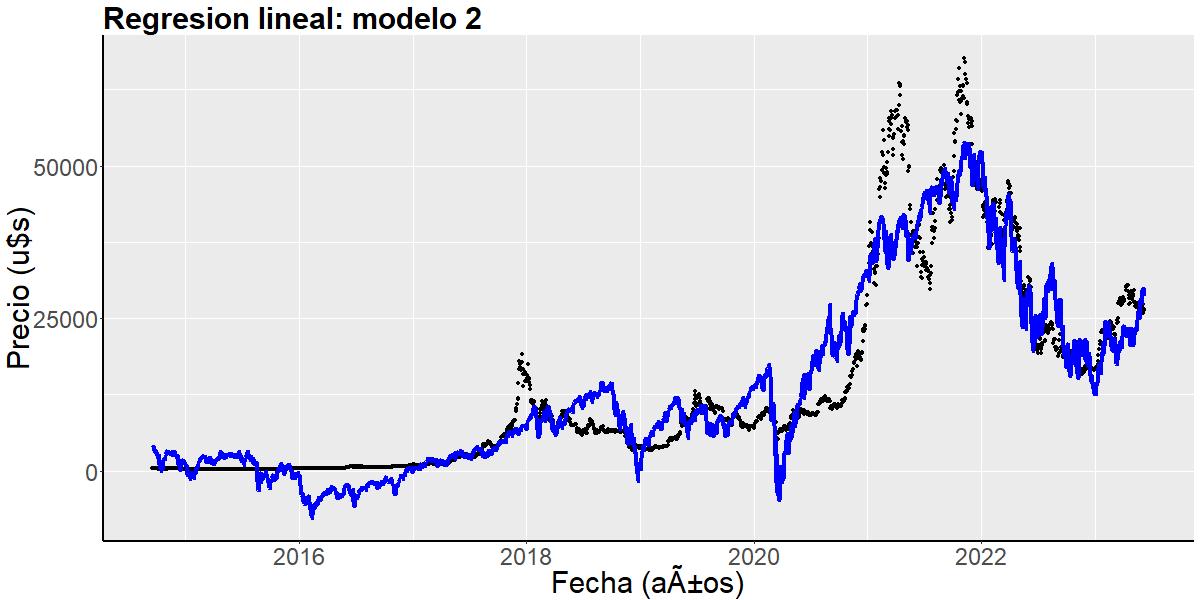 Regresion lineal: modelo 2
Precio (u$s)
50000
25000
0
2016 2018 2020 2022
Fecha (aÃ±os)